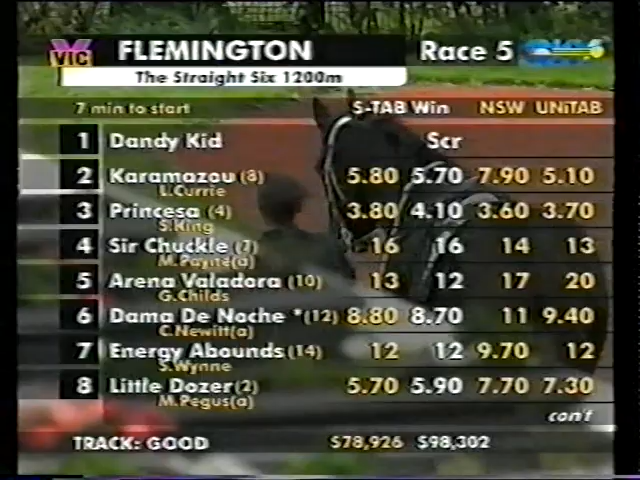 VIC FLEMINGTON Race 5
The Straight Six 1200m
7 min to start S-TAB Win NSW UNiTAB
1 Dandy Kid Scr
2 Karamazou (8) 5.80 5.70 7.90 5.10
L.Currie
3 Princesa (4) 3.80 4.10 3.60 3.70
S.King
4 Sir Chuckle (7) 16 16 14 13
M.Payne(a)
5 Arena Valadora (10) 13 12 17 20
G.Childs
6 Dama De Noche *(12) 8.80 8.70 11 9.40
C.Newitt(a)
7 Energy Abounds (14) 12 12 9.70 12
S.Wynne
8 Little Dozer (2) 5.70 5.90 7.70 7.30
M.Pegus(a)
con't
TRACK: GOOD $78,926 $98,302